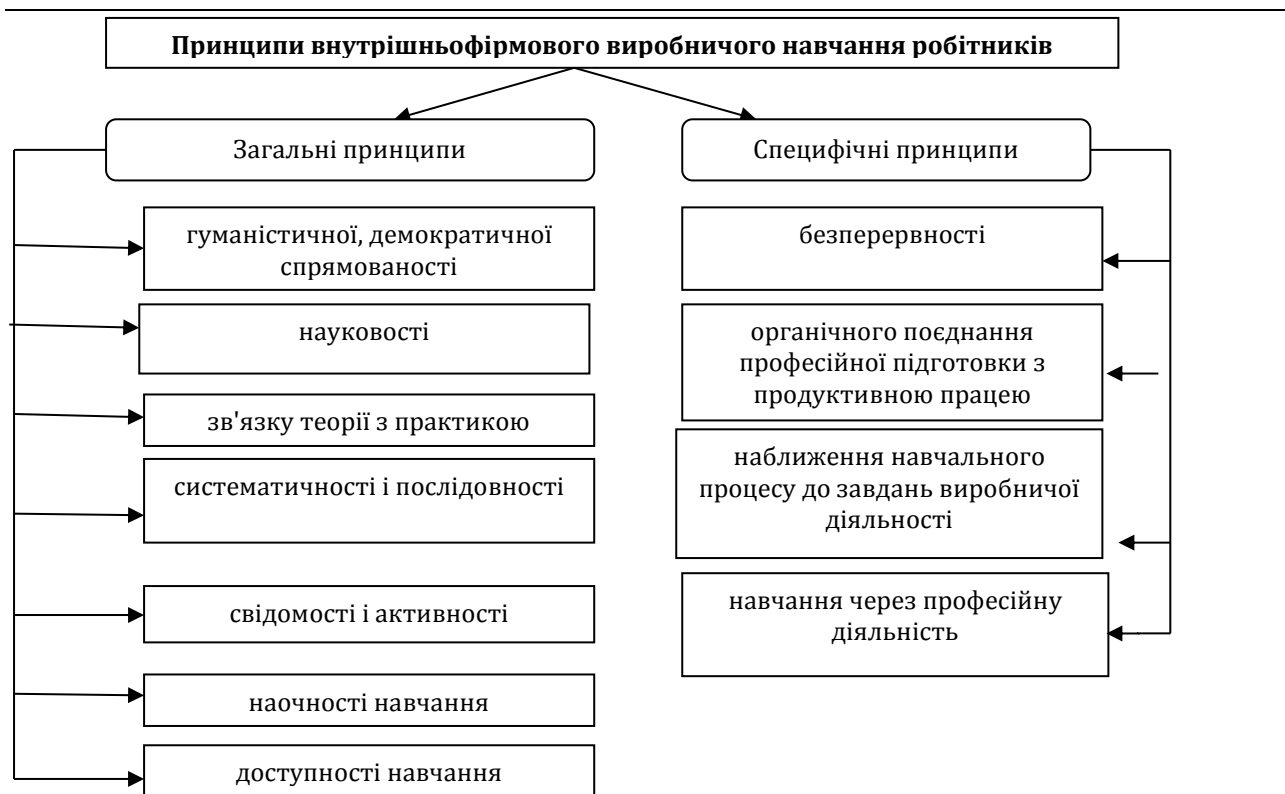 Принципи внутрішньофірмового виробничого навчання робітників
Загальні принципи
гуманістичної, демократичної
спрямованості
науковості
зв'язку теорії з практикою
систематичності і послідовності
свідомості і активності
наочності навчання
доступності навчання
Специфічні принципи
безперервності
органічного поєднання
професійної підготовки з
продуктивною працею
наближення навчального
процесу до завдань виробничої
діяльності
навчання через професійну
діяльність